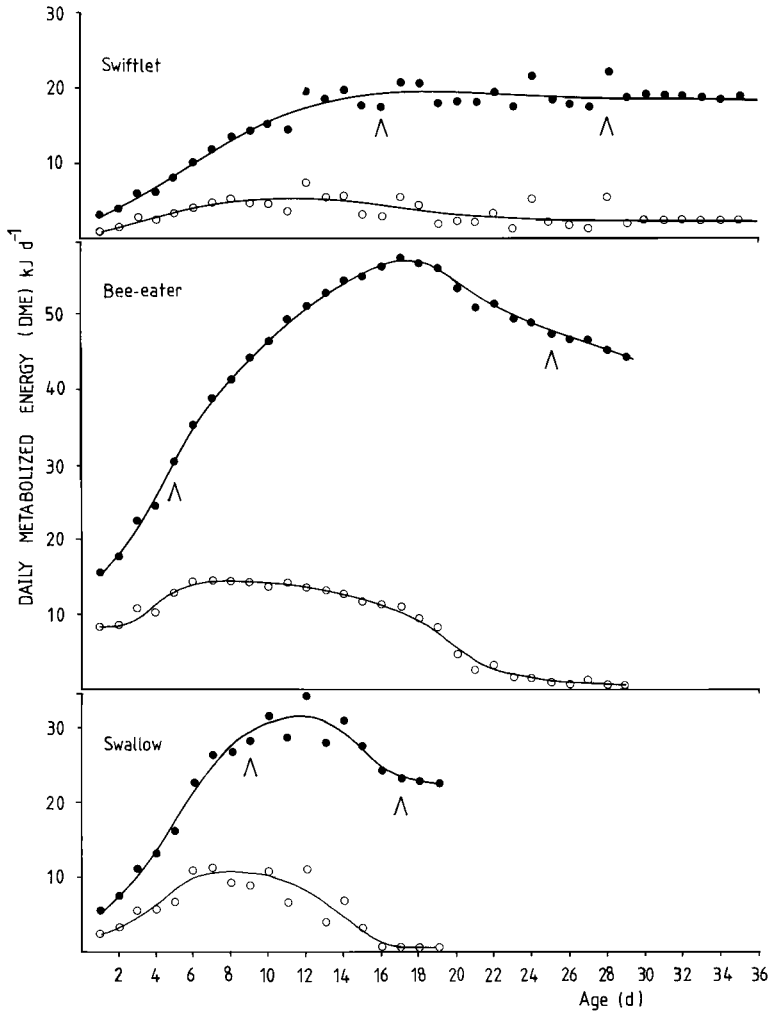 30
Swiftlet
20
10
DAILY METABOLIZED ENERGY (DME) kJ d⁻¹
Bee-eater
50
40
30
20
10
Swallow
30
20
10
2 4 6 8 10 12 14 16 18 20 22 24 26 28 30 32 34 36
Age (d)